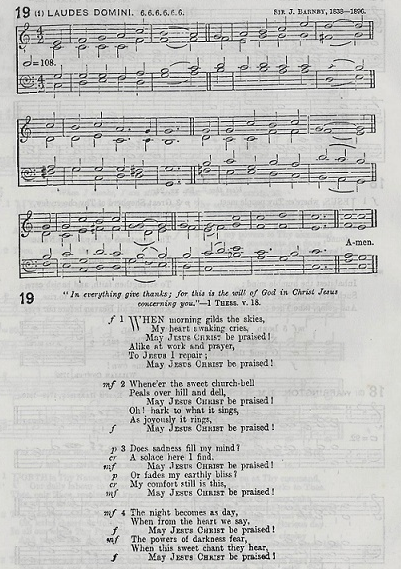 19 (1) LAUDES DOMINI. 6.6.6.6.6.6. SIR J. BARNBY, 1838—1896.
=108.
A-men.
19
"In everything give thanks; for this is the will of God in Christ Jesus
concerning you."—1 THESS. v. 18.
f 1 WHEN morning gilds the skies,
My heart awaking cries,
MAY JESUS CHRIST be praised!
Alike at work and prayer,
To JESUS I repair;
MAY JESUS CHRIST be praised!
mf 2 Whene'er the sweet church-bell
Peals over hill and dell,
MAY JESUS CHRIST be praised!
Oh! hark to what it sings,
As joyously it rings,
f MAY JESUS CHRIST be praised!
p 3 Does sadness fill my mind?
cr A solace here I find,
mf MAY JESUS CHRIST be praised!
p Or fades my earthly bliss?
cr My comfort still is this,
mf MAY JESUS CHRIST be praised!
mf 4 The night becomes as day,
When from the heart we say,
f MAY JESUS CHRIST be praised!
mf The powers of darkness fear,
When this sweet chant they hear,
f MAY JESUS CHRIST be praised!